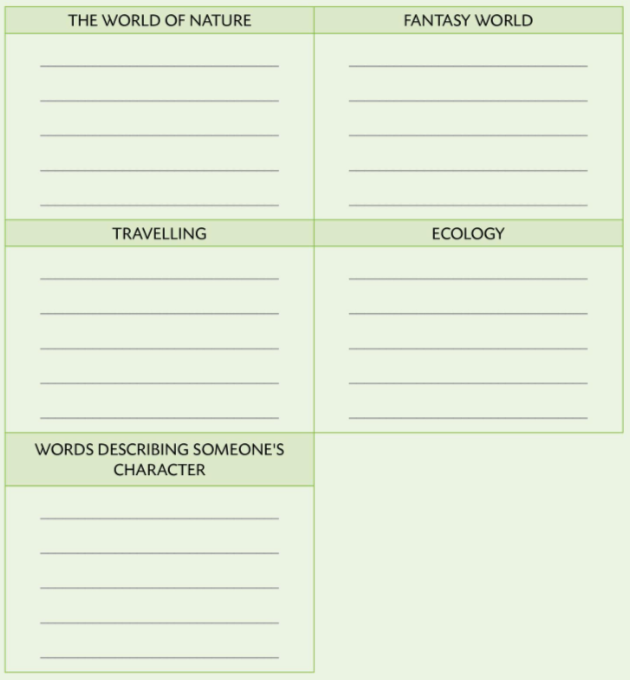 THE WORLD OF NATURE
FANTASY WORLD
TRAVELLING
ECOLOGY
WORDS DESCRIBING SOMEONE'S
CHARACTER